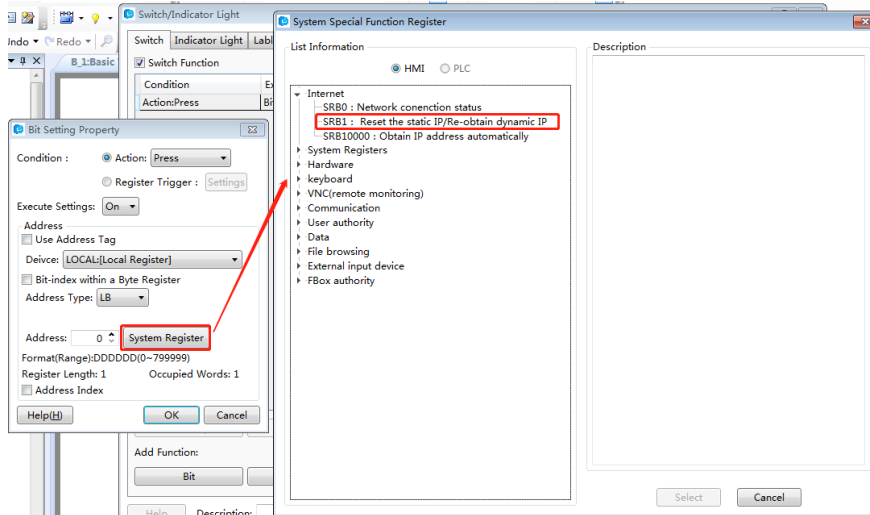 Undo
Redo
B_1:Basic
Switch/Indicator Light
Switch
Indicator Light
Switch Function
Condition
Action:Press
Bit Setting Property
Condition :
Action:
Press
Register Trigger :
Settings
Execute Settings:
On
Address
Use Address Tag
Deivce:
LOCAL:[Local Register]
Bit-index within a Byte Register
Address Type:
LB
Address:
0
System Register
Format(Range):DDDDDD(0~799999)
Register Length: 1
Occupied Words: 1
Address Index
Help(H)
OK
Cancel
Add Function:
Bit
Help
Description:
System Special Function Register
List Information
HMI
PLC
Internet
SRB0 : Network conenction status
SRB1 : Reset the static IP/Re-obtain dynamic IP
SRB10000 : Obtain IP address automatically
System Registers
Hardware
keyboard
VNC(remote monitoring)
Communication
User authority
Data
File browsing
External input device
FBox authority
Description
Select
Cancel